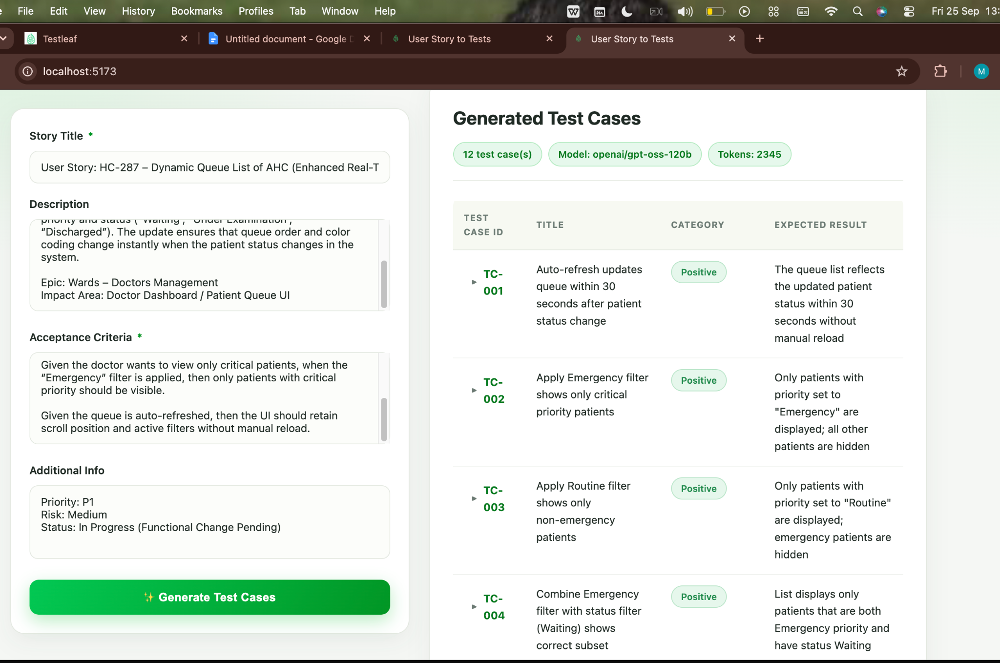 File Edit View History Bookmarks Profiles Tab Window Help
Fri 25 Sep 13:
Testleaf
Untitled document - Google
User Story to Tests
User Story to Tests
localhost:5173
M
Story Title *
User Story: HC-287 – Dynamic Queue List of AHC (Enhanced Real-T
Description
priority and status (“Waiting”, “Under Examination”,
“Discharged”). The update ensures that queue order and color
coding change instantly when the patient status changes in the
system.
Epic: Wards – Doctors Management
Impact Area: Doctor Dashboard / Patient Queue UI
Acceptance Criteria *
Given the doctor wants to view only critical patients, when the
“Emergency” filter is applied, then only patients with critical
priority should be visible.
Given the queue is auto-refreshed, then the UI should retain
scroll position and active filters without manual reload.
Additional Info
Priority: P1
Risk: Medium
Status: In Progress (Functional Change Pending)
✨ Generate Test Cases
Generated Test Cases
12 test case(s)
Model: openai/gpt-oss-120b
Tokens: 2345
TEST
CASE ID
TITLE
CATEGORY
EXPECTED RESULT
TC-
001
Auto-refresh updates
queue within 30
seconds after patient
status change
Positive
The queue list reflects
the updated patient
status within 30
seconds without
manual reload
TC-
002
Apply Emergency filter
shows only critical
priority patients
Positive
Only patients with
priority set to
"Emergency" are
displayed; all other
patients are hidden
TC-
003
Apply Routine filter
shows only
non-emergency
patients
Positive
Only patients with
priority set to "Routine"
are displayed;
emergency patients are
hidden
TC-
004
Combine Emergency
filter with status filter
(Waiting) shows
correct subset
Positive
List displays only
patients that are both
Emergency priority and
have status Waiting